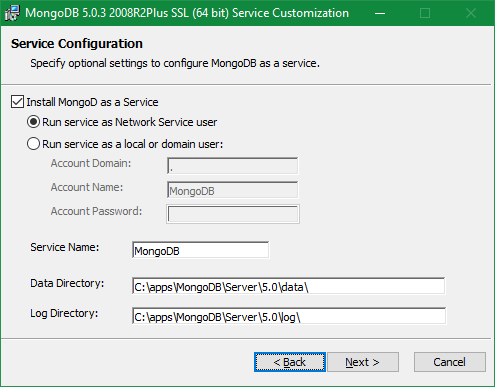 MongoDB 5.0.3 2008R2Plus SSL (64 bit) Service Customization
Service Configuration
Specify optional settings to configure MongoDB as a service.
Install MongoD as a Service
Run service as Network Service user
Run service as a local or domain user:
Account Domain: .
Account Name: MongoDB
Account Password:
Service Name: MongoDB
Data Directory: C:\apps\MongoDB\Server\5.0\data\
Log Directory: C:\apps\MongoDB\Server\5.0\log\
< Back Next > Cancel